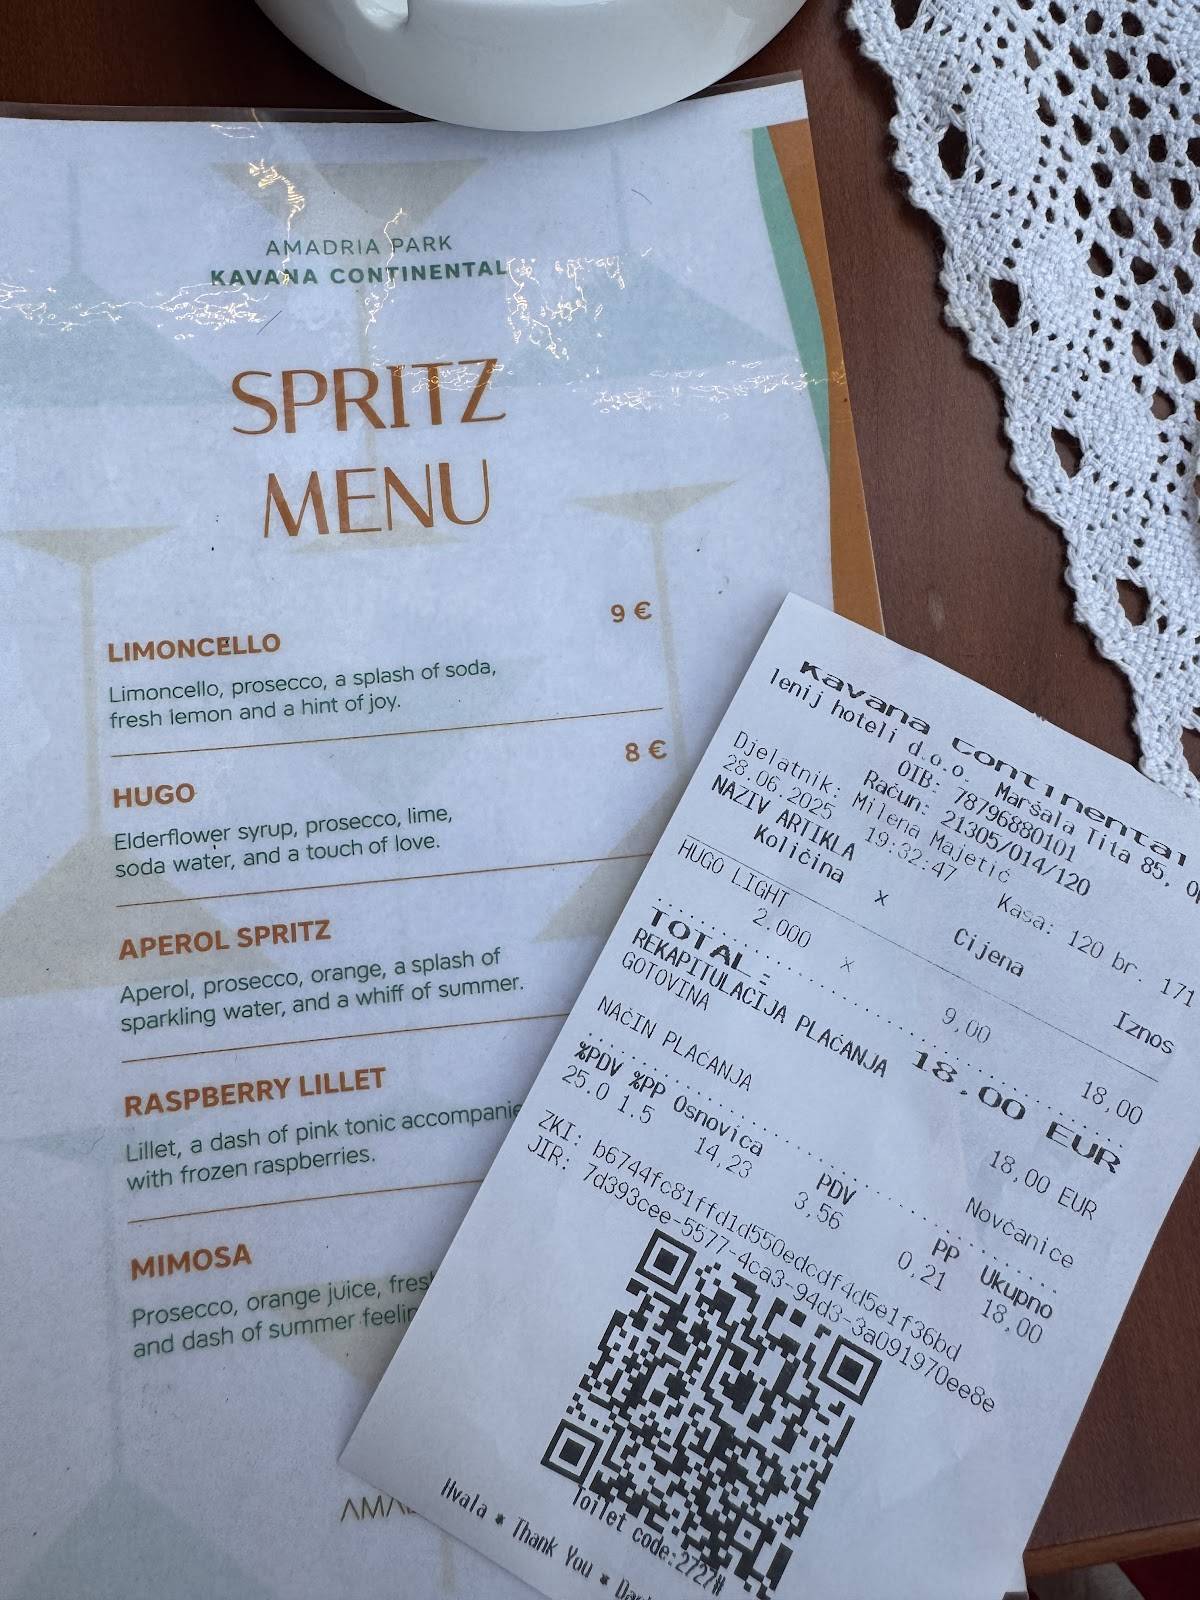 AMADRIA PARK
KAVANA CONTINENTAL
SPRITZ
MENU
9 €
LIMONCELLO
Limoncello, prosecco, a splash of soda,
fresh lemon and a hint of joy.
8 €
HUGO
Elderflower syrup, prosecco, lime,
soda water, and a touch of love.
APEROL SPRITZ
Aperol, prosecco, orange, a splash of
sparkling water, and a whiff of summer.
RASPBERRY LILLET
Lillet, a dash of pink tonic
with frozen raspberries.
MIMOSA
Prosecco, orange juice,
and dash of summer
Kavana Continental
lenij hoteli d.o.o. Maršala Tita 85,
OIB: 78796880101
Račun: 21305/014/120
Djelatnik: Milena Majetić
28.06.2025 19:32:47 Kasa: 120 br. 171
NAZIV ARTIKLA
Količina x Cijena Iznos
HUGO LIGHT
2.000 x 9,00 18,00
TOTAL: 18,00 EUR
REKAPITULACIJA PLAĆANJA
GOTOVINA 18,00 EUR
NAČIN PLAĆANJA Novčanice
%PDV %PP Osnovica PDV PP Ukupno
25.0 1.5 14,23 3,56 0,21 18,00
ZKI: b6744fc81ffd1d550edcdf4d5e1f36bd
JIR: 7d393cee-5577-4ca3-94d3-3a091970ee8e
Toilet code:2727#
Hvala * Thank You *